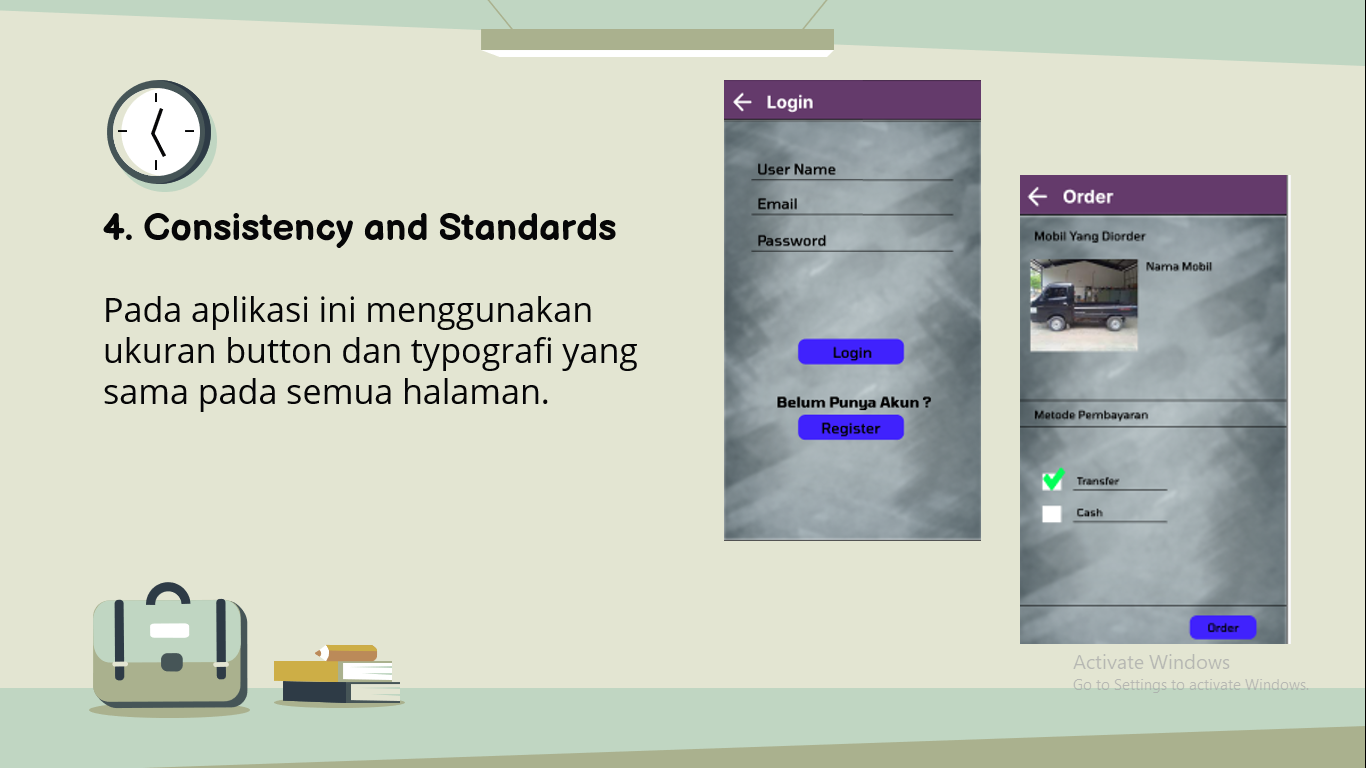 4. Consistency and Standards
Pada aplikasi ini menggunakan
ukuran button dan typografi yang
sama pada semua halaman.
Login
User Name
Email
Password
Login
Belum Punya Akun ?
Register
Order
Mobil Yang Diorder
Nama Mobil
Metode Pembayaran
Transfer
Cash
Order
Activate Windows
Go to Settings to activate Windows.